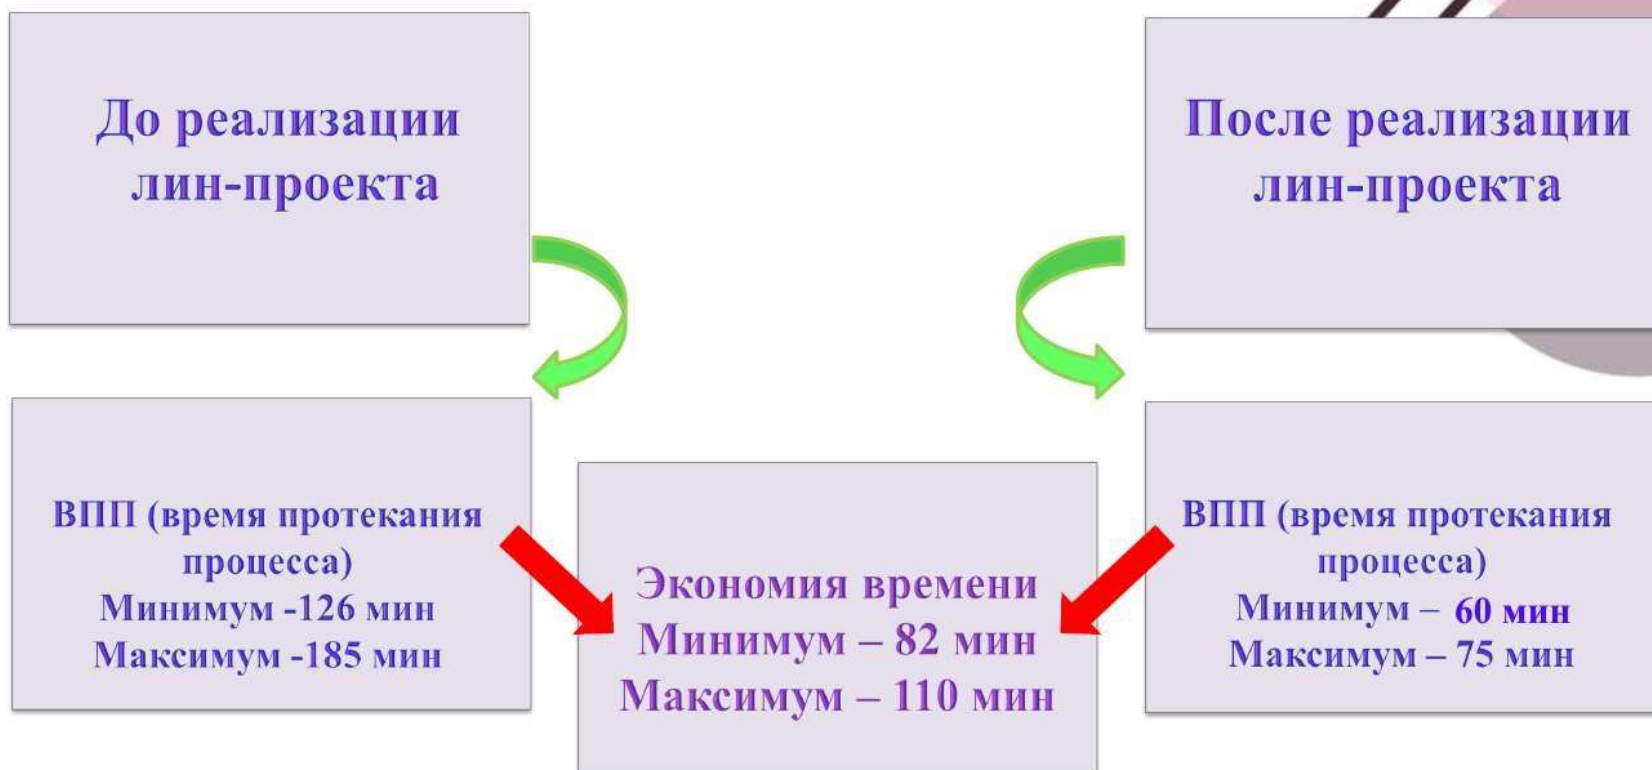 До реализации
лин-проекта
После реализации
лин-проекта
ВПП (время протекания
процесса)
Минимум -126 мин
Максимум -185 мин
Экономия времени
Минимум – 82 мин
Максимум – 110 мин
ВПП (время протекания
процесса)
Минимум – 60 мин
Максимум – 75 мин